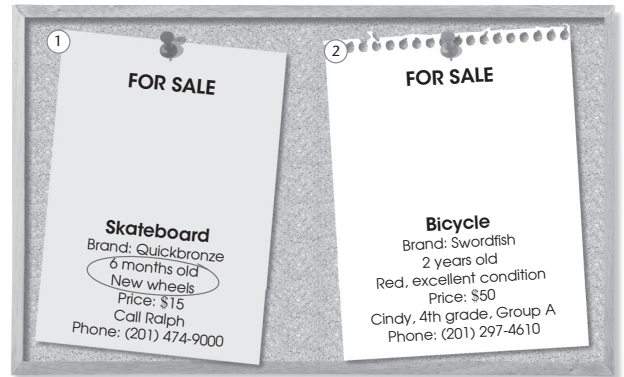 1
FOR SALE
Skateboard
Brand: Quickbronze
6 months old
New wheels
Price: $15
Call Ralph
Phone: (201) 474-9000
2
FOR SALE
Bicycle
Brand: Swordfish
2 years old
Red, excellent condition
Price: $50
Cindy, 4th grade, Group A
Phone: (201) 297-4610